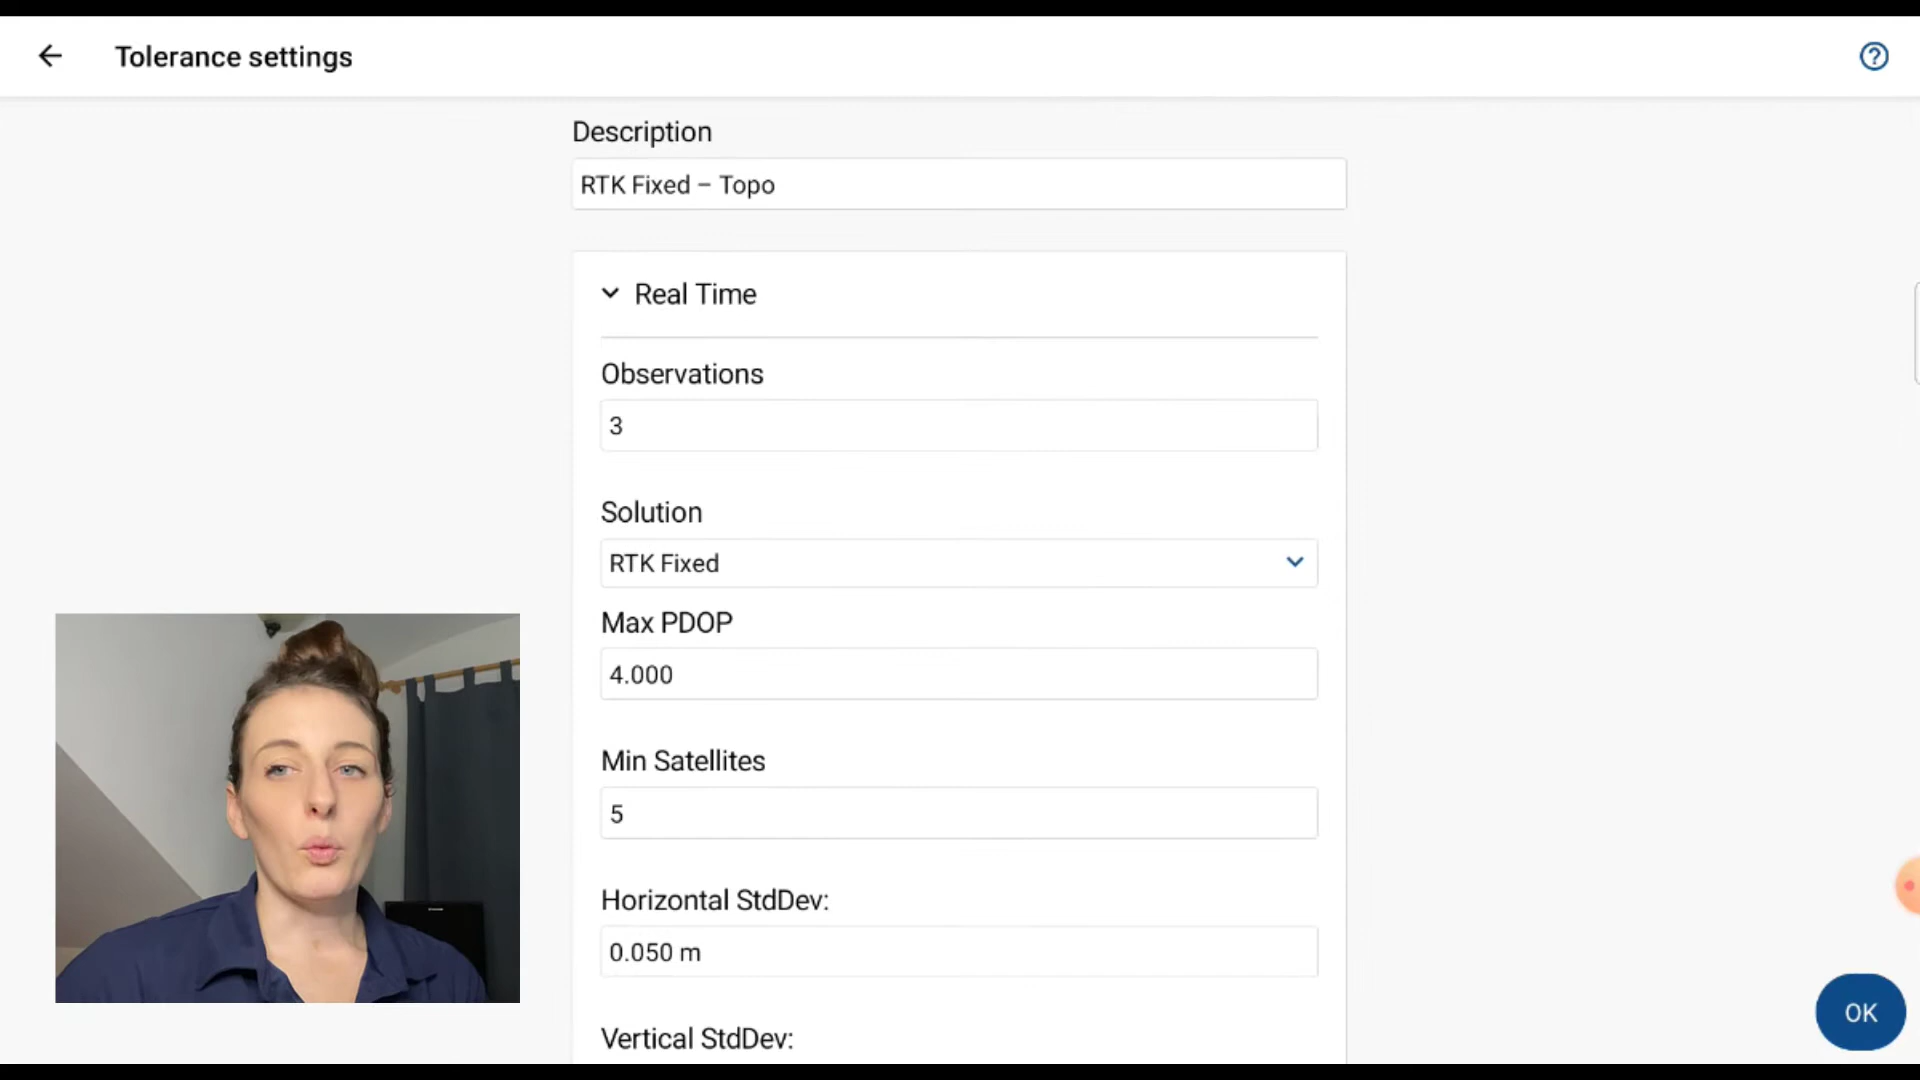 Tolerance settings
Description
RTK Fixed – Topo
Real Time
Observations
3
Solution
RTK Fixed
Max PDOP
4.000
Min Satellites
5
Horizontal StdDev:
0.050 m
Vertical StdDev:
OK